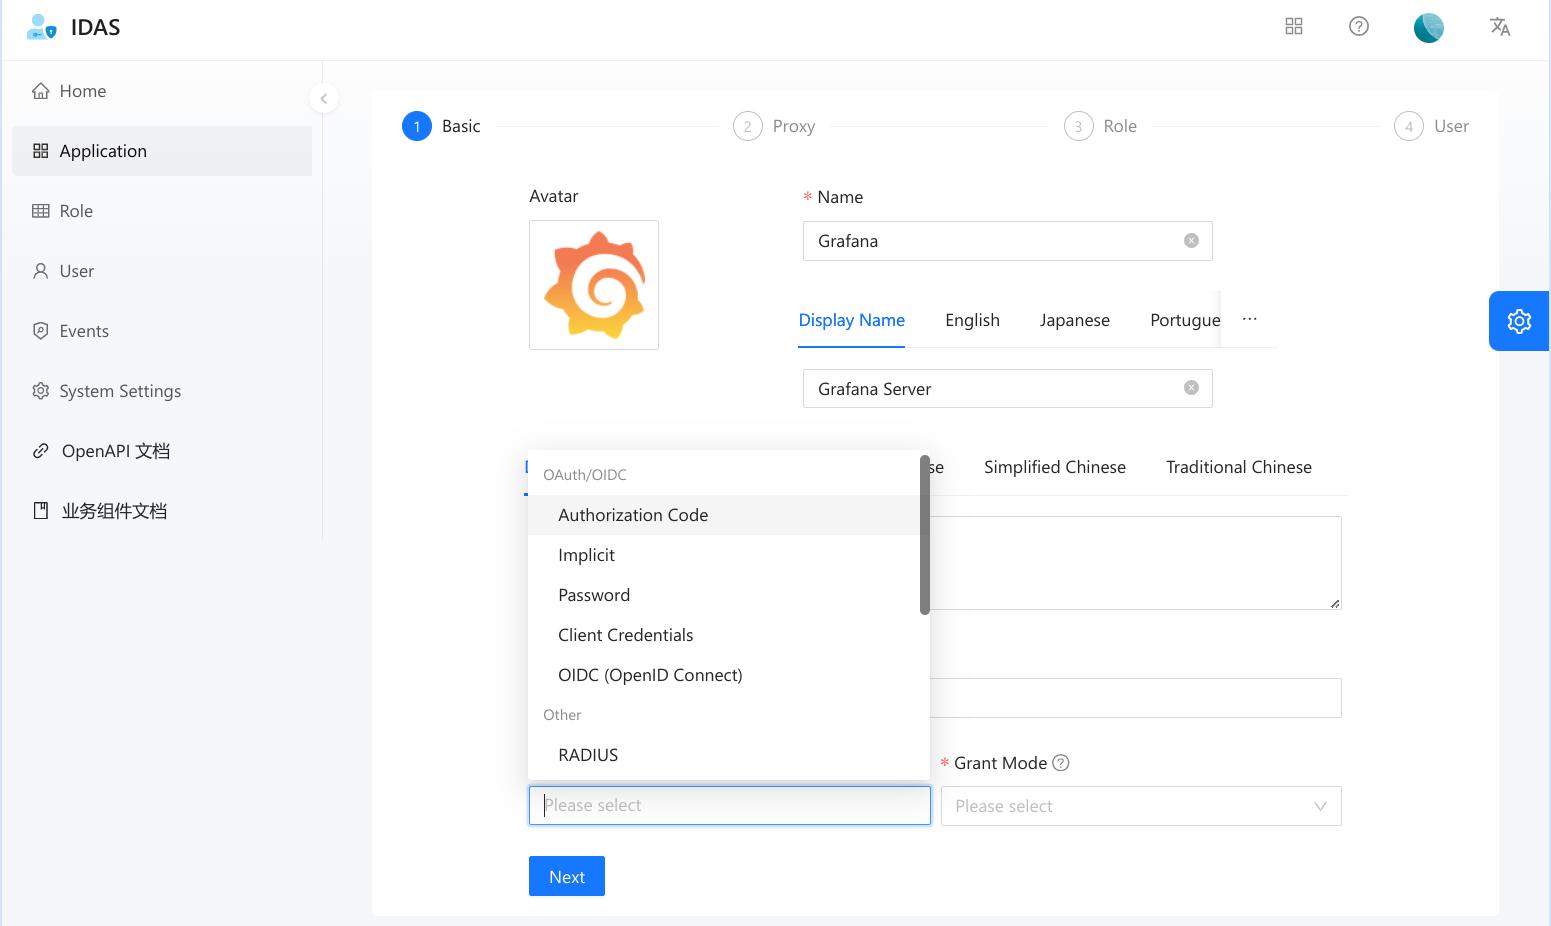 IDAS
Home
Application
Role
User
Events
System Settings
OpenAPI 文档
业务组件文档
1 Basic
2 Proxy
3 Role
4 User
Avatar
* Name
Grafana
Display Name English Japanese Portugue ...
Grafana Server
se Simplified Chinese Traditional Chinese
OAuth/OIDC
Authorization Code
Implicit
Password
Client Credentials
OIDC (OpenID Connect)
Other
RADIUS
* Grant Mode
Please select
Please select
Next